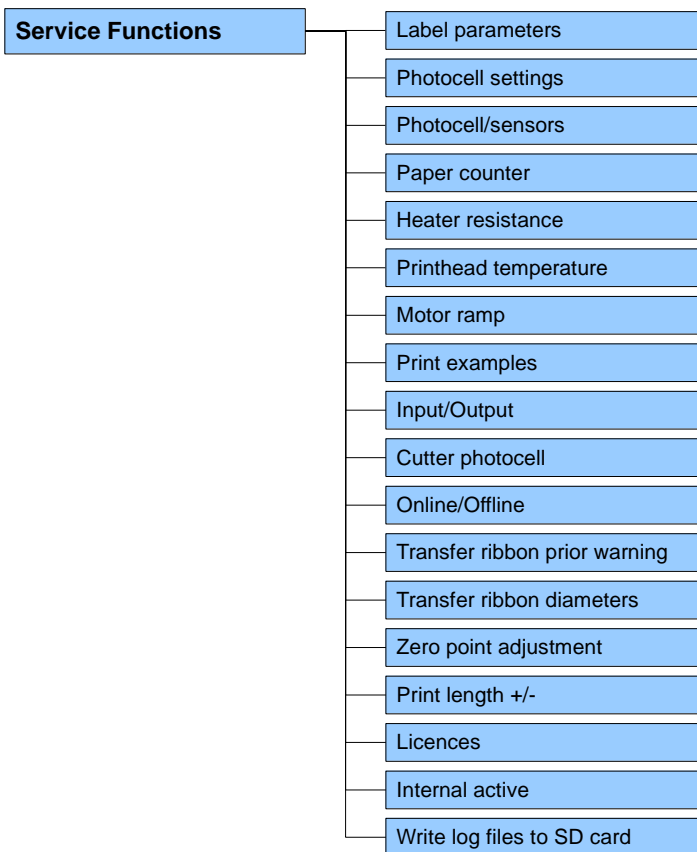 Service Functions
Label parameters
Photocell settings
Photocell/sensors
Paper counter
Heater resistance
Printhead temperature
Motor ramp
Print examples
Input/Output
Cutter photocell
Online/Offline
Transfer ribbon prior warning
Transfer ribbon diameters
Zero point adjustment
Print length +/-
Licences
Internal active
Write log files to SD card